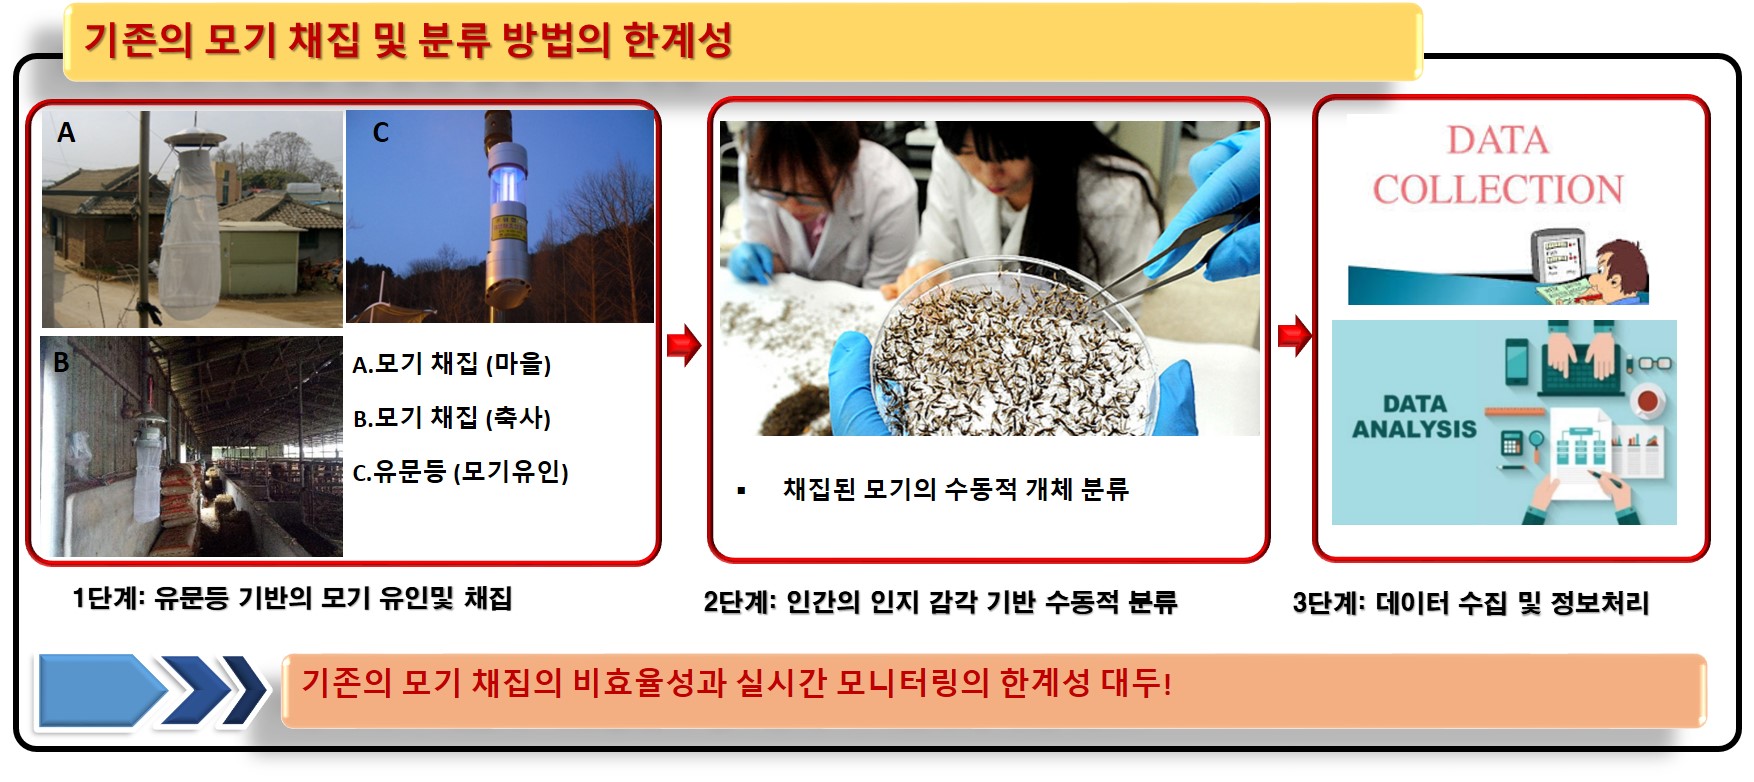 기존의 모기 채집 및 분류 방법의 한계성
A
C
B
A.모기 채집 (마을)
B.모기 채집 (축사)
C.유문등 (모기유인)
▪ 채집된 모기의 수동적 개체 분류
DATA
COLLECTION
DATA
ANALYSIS
1단계: 유문등 기반의 모기 유인및 채집
2단계: 인간의 인지 감각 기반 수동적 분류
3단계: 데이터 수집 및 정보처리
기존의 모기 채집의 비효율성과 실시간 모니터링의 한계성 대두!